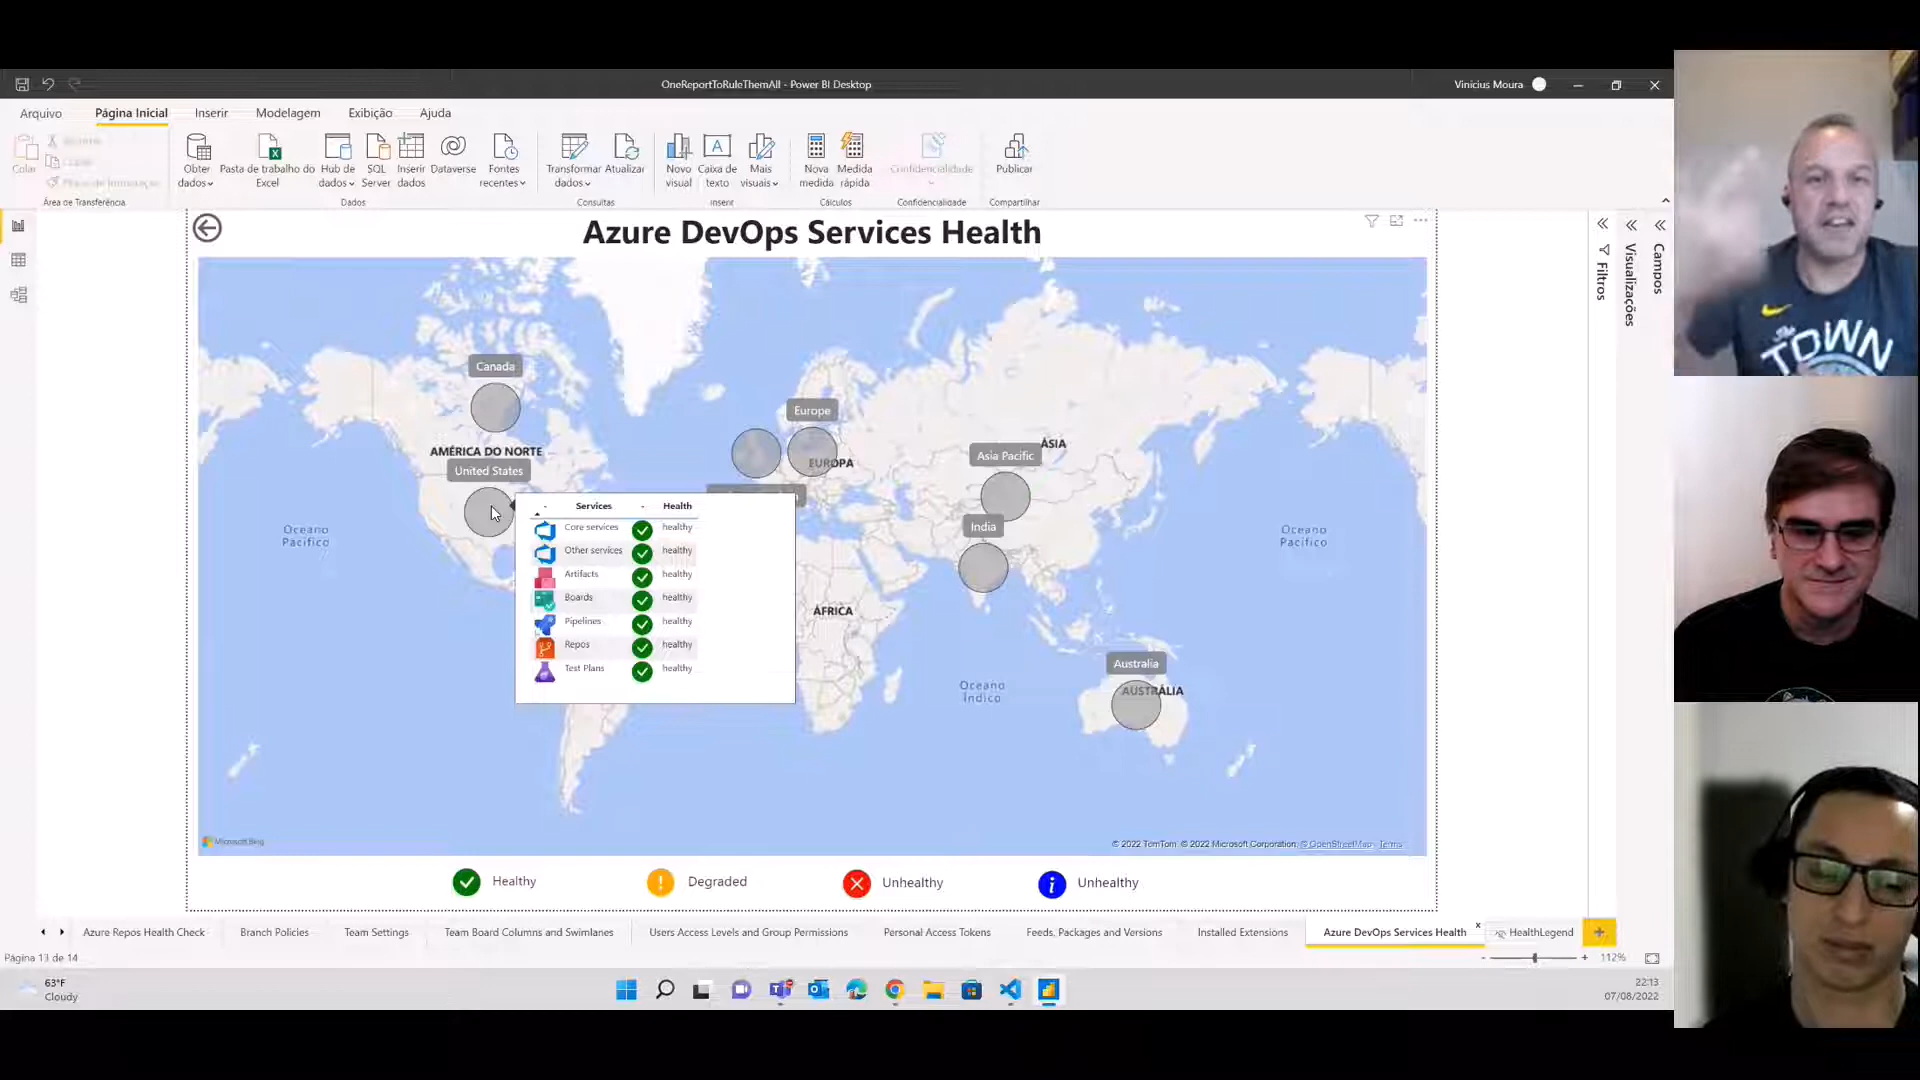 OneReportToRuleThemAll - Power BI Desktop
Vinicius Moura
Arquivo
Página Inicial
Inserir
Modelagem
Exibição
Ajuda
Colar
Obter dados
Pasta de trabalho do Excel
Hub de dados
SQL Server
Inserir dados
Dataverse
Fontes recentes
Transformar dados
Atualizar
Novo visual
Caixa de texto
Mais visuais
Nova medida
Medida rápida
Confidencialidade
Publicar
Área de Transferência
Dados
Consultas
Inserir
Cálculos
Confidencialidade
Compartilhar
Azure DevOps Services Health
Filtros
Visualizações
Campos
Canada
AMÉRICA DO NORTE
United States
Europe
EUROPA
Asia Pacific
ÁSIA
India
ÁFRICA
Australia
AUSTRÁLIA
Oceano Pacífico
Oceano Índico
Oceano Pacífico
Services Health
Core services healthy
Other services healthy
Artifacts healthy
Boards healthy
Pipelines healthy
Repos healthy
Test Plans healthy
Microsoft Bing
© 2022 TomTom, © 2022 Microsoft Corporation, © OpenStreetMap Terms
Healthy
Degraded
Unhealthy
Unhealthy
Azure Repos Health Check
Branch Policies
Team Settings
Team Board Columns and Swimlanes
Users Access Levels and Group Permissions
Personal Access Tokens
Feeds, Packages and Versions
Installed Extensions
Azure DevOps Services Health
HealthLegend
Página 13 de 14
112%
63°F
Cloudy
22:13
07/08/2022
The
TOWN